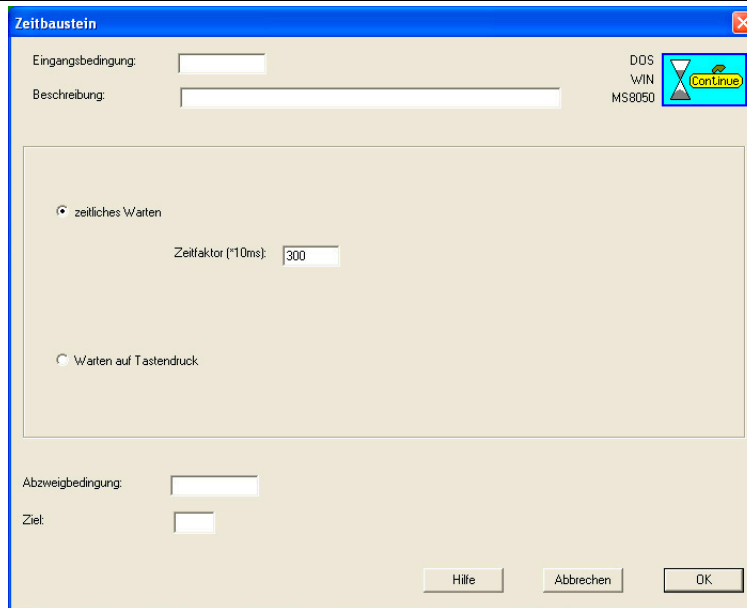 Zeitbaustein
Eingangsbedingung:
DOS
WIN
MS8050
Continue
Beschreibung:
zeitliches Warten
Zeitfaktor (*10ms):
300
Warten auf Tastendruck
Abzweigbedingung:
Ziel:
Hilfe
Abbrechen
OK